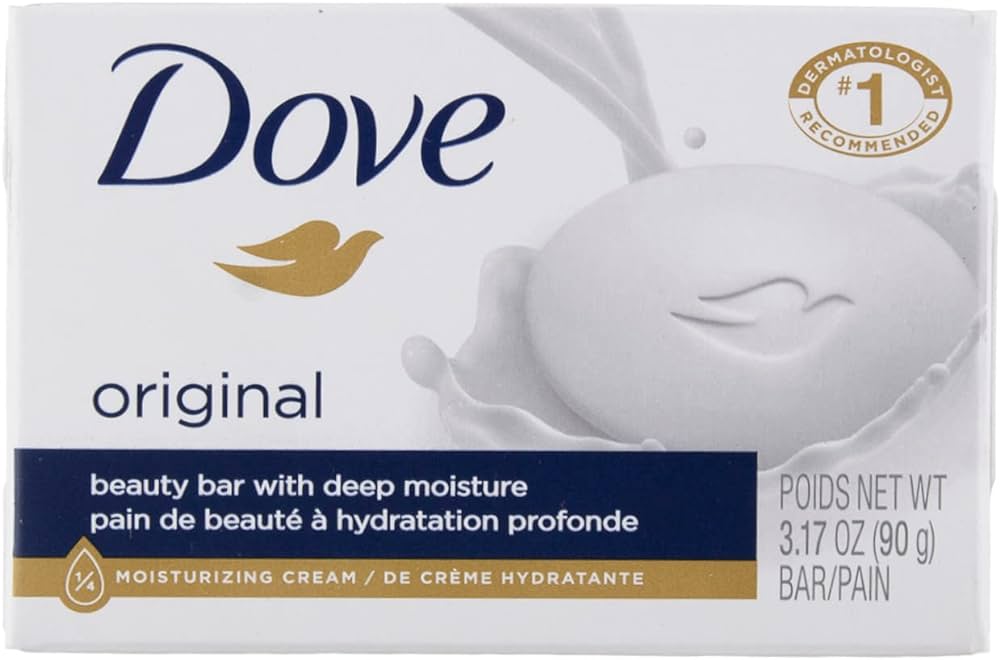 Dove
DERMATOLOGIST
#1
RECOMMENDED
original
beauty bar with deep moisture
pain de beauté à hydratation profonde
1/4 MOISTURIZING CREAM / DE CRÈME HYDRATANTE
POIDS NET WT
3.17 OZ (90 g)
BAR/PAIN